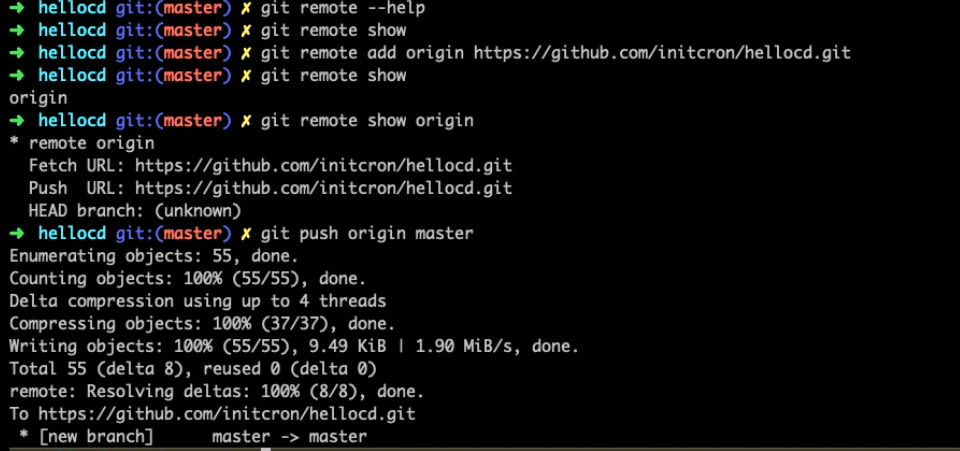 ➜ hellocd git:(master) ✗ git remote --help
➜ hellocd git:(master) ✗ git remote show
➜ hellocd git:(master) ✗ git remote add origin https://github.com/initcron/hellocd.git
➜ hellocd git:(master) ✗ git remote show
origin
➜ hellocd git:(master) ✗ git remote show origin
* remote origin
  Fetch URL: https://github.com/initcron/hellocd.git
  Push  URL: https://github.com/initcron/hellocd.git
  HEAD branch: (unknown)
➜ hellocd git:(master) ✗ git push origin master
Enumerating objects: 55, done.
Counting objects: 100% (55/55), done.
Delta compression using up to 4 threads
Compressing objects: 100% (37/37), done.
Writing objects: 100% (55/55), 9.49 KiB | 1.90 MiB/s, done.
Total 55 (delta 8), reused 0 (delta 0)
remote: Resolving deltas: 100% (8/8), done.
To https://github.com/initcron/hellocd.git
 * [new branch]      master -> master